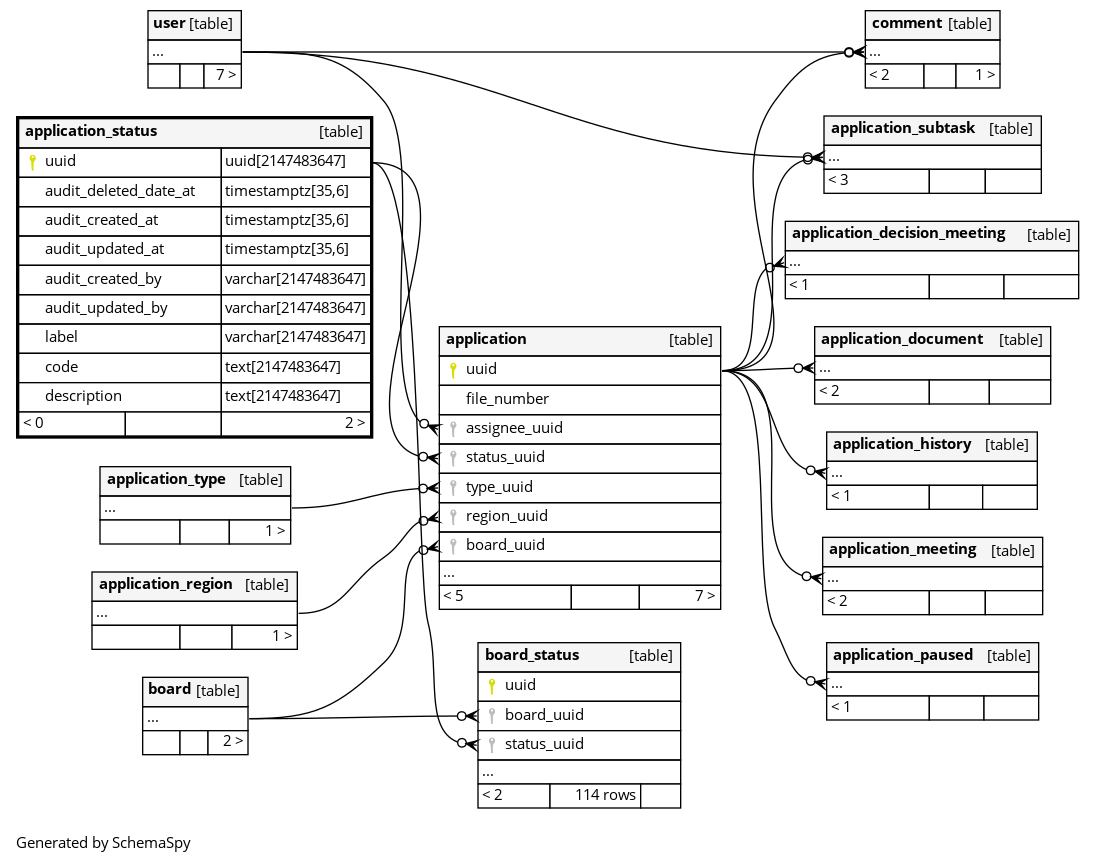 user [table]
...
7 >
application_status [table]
uuid uuid[2147483647]
audit_deleted_date_at timestamptz[35,6]
audit_created_at timestamptz[35,6]
audit_updated_at timestamptz[35,6]
audit_created_by varchar[2147483647]
audit_updated_by varchar[2147483647]
label varchar[2147483647]
code text[2147483647]
description text[2147483647]
< 0 2 >
application_type [table]
...
1 >
application_region [table]
...
1 >
board [table]
...
2 >
application [table]
uuid
file_number
assignee_uuid
status_uuid
type_uuid
region_uuid
board_uuid
...
< 5 7 >
board_status [table]
uuid
board_uuid
status_uuid
...
< 2 114 rows
comment [table]
...
< 2 1 >
application_subtask [table]
...
< 3
application_decision_meeting [table]
...
< 1
application_document [table]
...
< 2
application_history [table]
...
< 1
application_meeting [table]
...
< 2
application_paused [table]
...
< 1
Generated by SchemaSpy